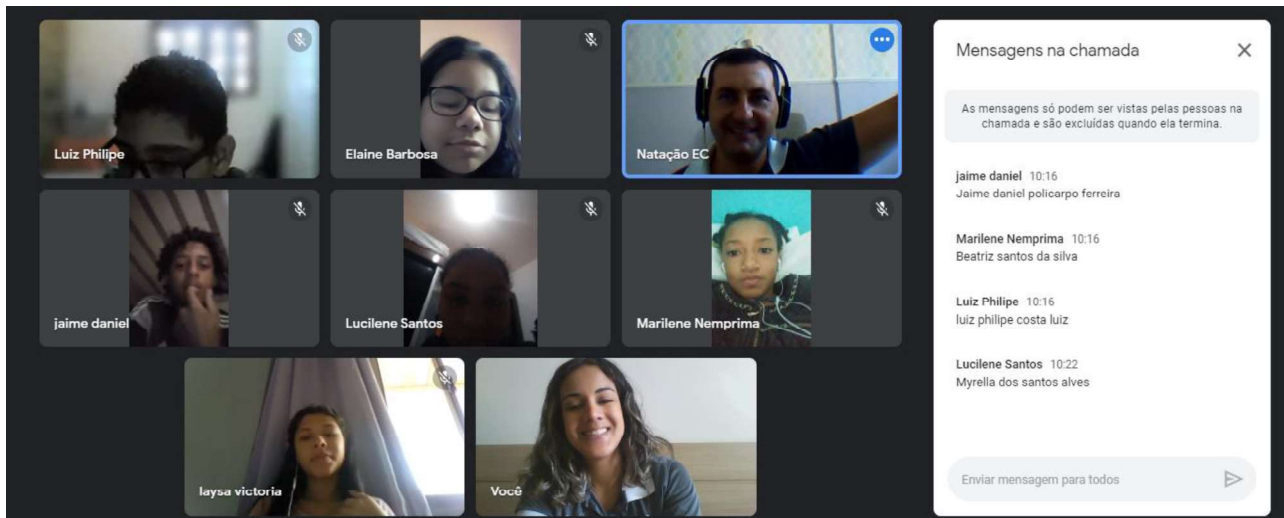 Luiz Philipe
Elaine Barbosa
Natação EC
jaime daniel
Lucilene Santos
Marilene Nemprima
laysa victoria
Você
Mensagens na chamada
As mensagens só podem ser vistas pelas pessoas na
chamada e são excluídas quando ela termina.
jaime daniel 10:16
Jaime daniel policarpo ferreira
Marilene Nemprima 10:16
Beatriz santos da silva
Luiz Philipe 10:16
luiz philipe costa luiz
Lucilene Santos 10:22
Myrella dos santos alves
Enviar mensagem para todos